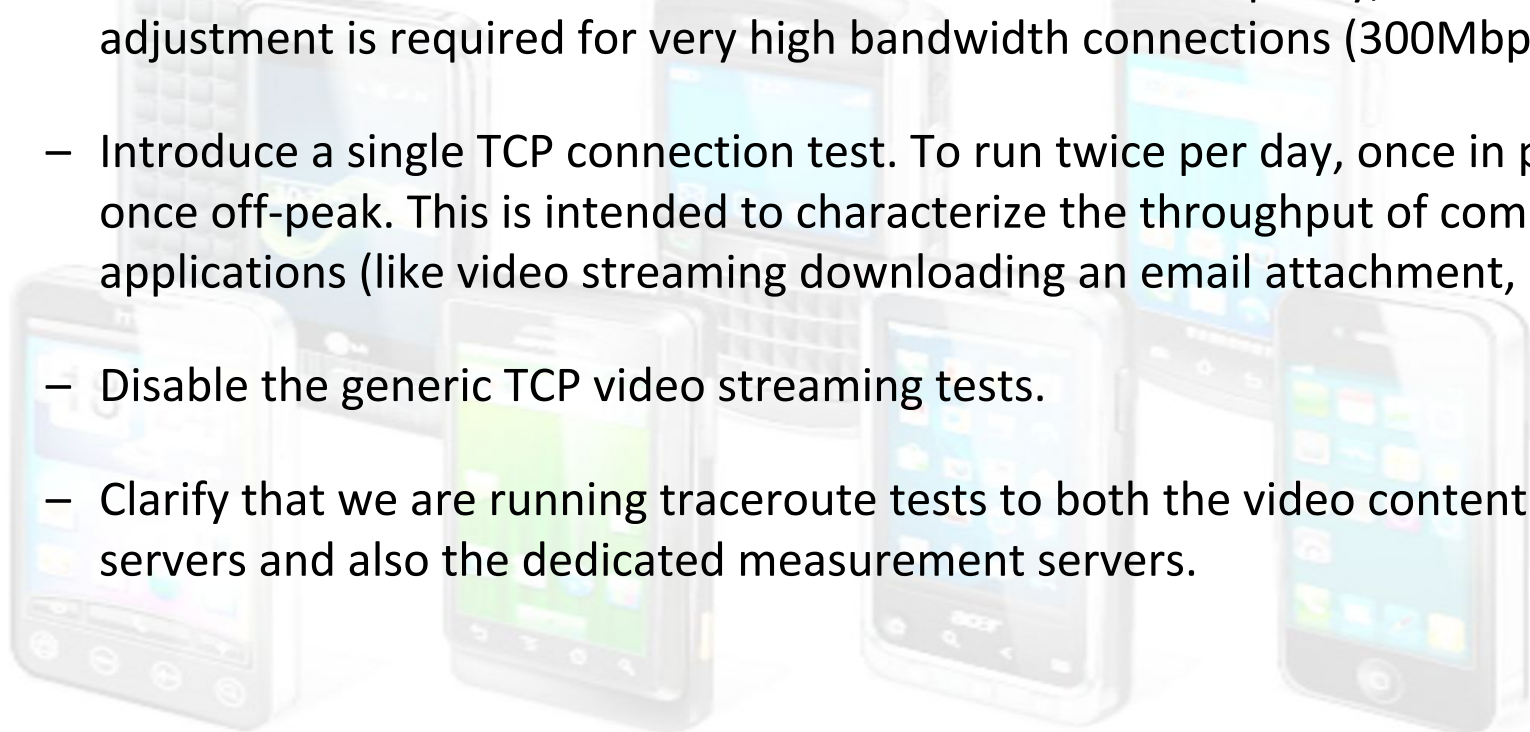 adjustment is required for very high bandwidth connections (300Mbp
– Introduce a single TCP connection test. To run twice per day, once in p
once off-peak. This is intended to characterize the throughput of com
applications (like video streaming downloading an email attachment,
– Disable the generic TCP video streaming tests.
– Clarify that we are running traceroute tests to both the video content
servers and also the dedicated measurement servers.
acer